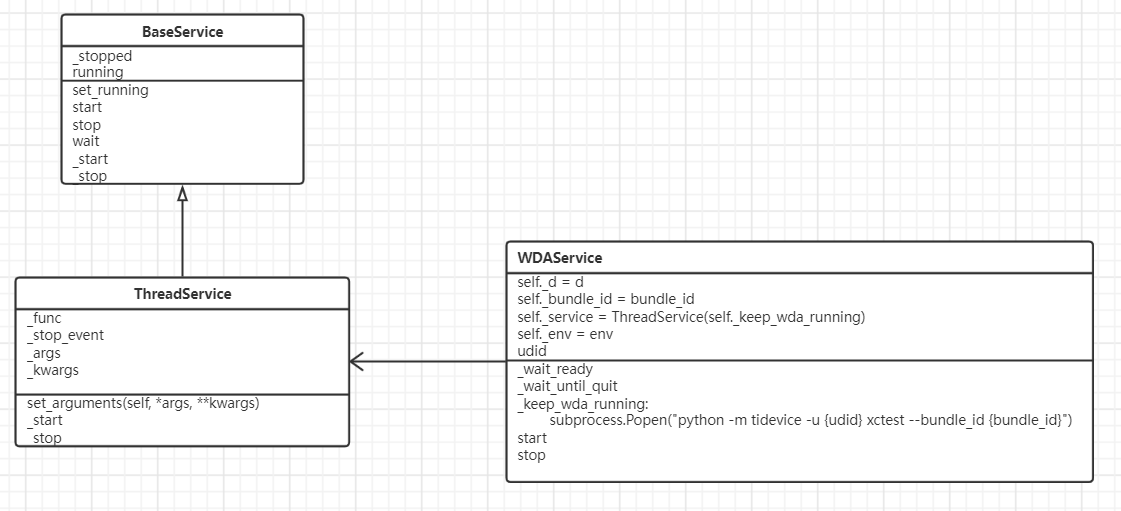 BaseService
_stopped
running
set_running
start
stop
wait
_start
_stop
ThreadService
_func
_stop_event
_args
_kwargs
set_arguments(self, *args, **kwargs)
_start
_stop
WDAService
self._d = d
self._bundle_id = bundle_id
self._service = ThreadService(self._keep_wda_running)
self._env = env
udid
_wait_ready
_wait_until_quit
_keep_wda_running:
subprocess.Popen("python -m tidevice -u {udid} xctest --bundle_id {bundle_id}")
start
stop